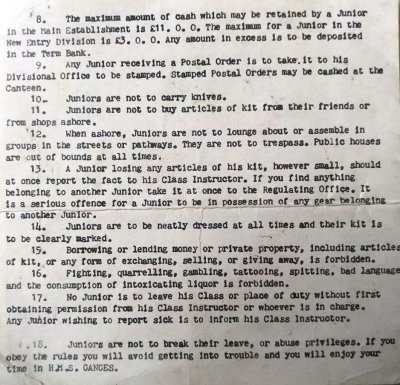 8. The maximum amount of cash which may be retained by a Junior
in the Main Establishment is £11. 0. 0. The maximum for a Junior in the
New Entry Division is £3. 0. 0. Any amount in excess is to be deposited
in the Term Bank.
9. Any Junior receiving a Postal Order is to take it to his
Divisional Office to be stamped. Stamped Postal Orders may be cashed at the
Canteen.
10. Juniors are not to carry knives.
11. Juniors are not to buy articles of kit from their friends or
from shops ashore.
12. When ashore, Juniors are not to lounge about or assemble in
groups in the streets or pathways. They are not to trespass. Public houses
are out of bounds at all times.
13. A Junior losing any articles of his kit, however small, should
at once report the fact to his Class Instructor. If you find anything
belonging to another Junior take it at once to the Regulating Office. It
is a serious offence for a Junior to be in possession of any gear belonging
to another Junior.
14. Juniors are to be neatly dressed at all times and their kit is
to be clearly marked.
15. Borrowing or lending money or private property, including articles
of kit, or any form of exchanging, selling, or giving away, is forbidden.
16. Fighting, quarrelling, gambling, tattooing, spitting, bad language
and the consumption of intoxicating liquor is forbidden.
17. No Junior is to leave his Class or place of duty without first
obtaining permission from his Class Instructor or whoever is in charge.
Any Junior wishing to report sick is to inform his Class Instructor.
18. Juniors are not to break their leave, or abuse privileges. If you
obey the rules you will avoid getting into trouble and you will enjoy your
time in H.M.S. GANGES.